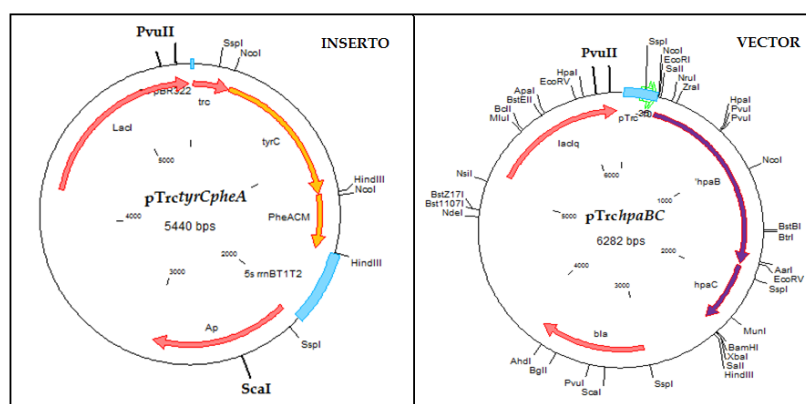 INSERTO
PvuII
SspI
NcoI
pBR322
trc
LacI
tyrC
5000
HindIII
NcoI
pTrctyrCpheA
5440 bps
4000
PheACM
2000
3000
5s rrnBT1T2
HindIII
Ap
SspI
ScaI
VECTOR
PvuII
SspI
NcoI
EcoRI
SalI
NruI
ZraI
HpaI
EcoRV
ApaI
BstEII
BclI
MluI
HpaI
PvuI
PvuI
pTrc
lacIq
6000
1000
NcoI
'hpaB
NsiI
BstZ17I
Bst1107I
NdeI
pTrchpaBC
6282 bps
5000
4000
3000
2000
BstBI
BtrI
AarI
EcoRV
SspI
hpaC
MunI
BamHI
XbaI
SalI
HindIII
bla
AhdI
BglI
PvuI
ScaI
SspI